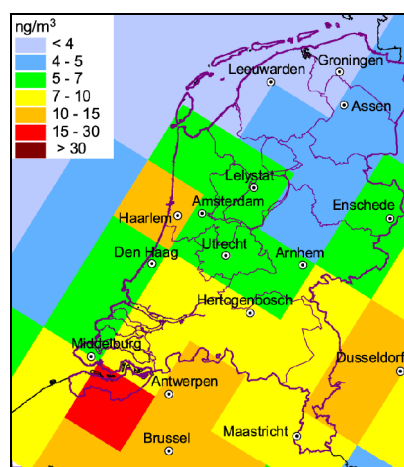 ng/m³
< 4
4 - 5
5 - 7
7 - 10
10 - 15
15 - 30
> 30
Groningen
Leeuwarden
Assen
Lelystat
Enschede
Amsterdam
Haarlem
Utrecht
Den Haag
Arnhem
Hertogenbosch
Middelburg
Dusseldorf
Antwerpen
Maastricht
Brussel